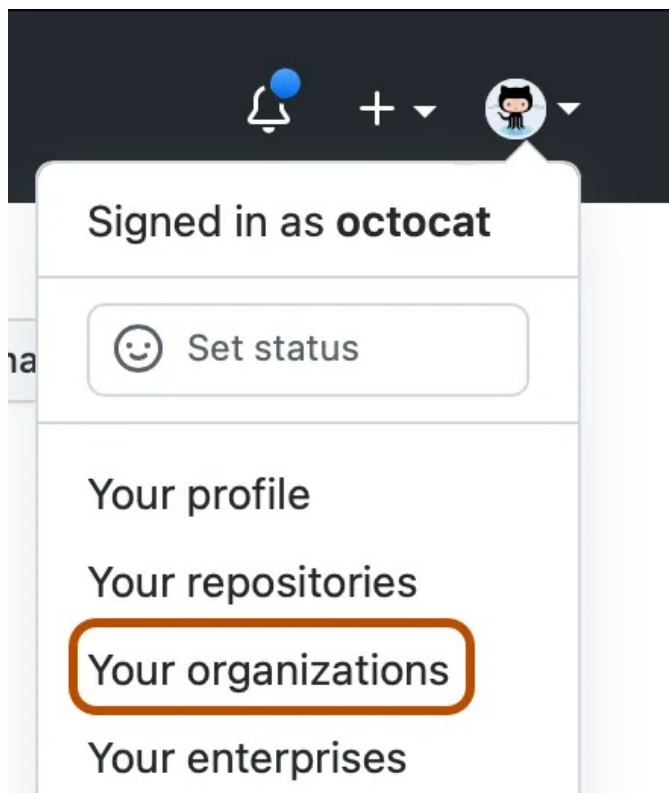 Signed in as octocat
Set status
Your profile
Your repositories
Your organizations
Your enterprises